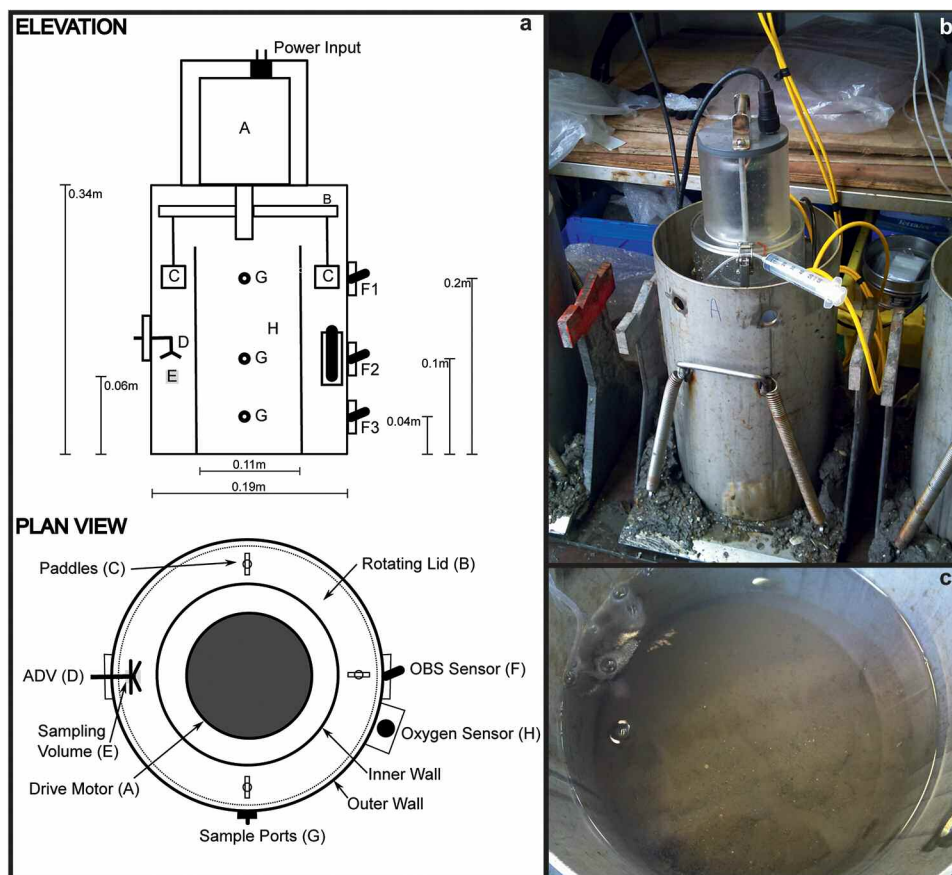 ELEVATION
a
Power Input
A
0.34m
B
C
C
G
F1
0.2m
H
D
G
F2
0.1m
E
0.06m
G
F3
0.04m
0.11m
0.19m
PLAN VIEW
Paddles (C)
Rotating Lid (B)
ADV (D)
OBS Sensor (F)
Sampling
Volume (E)
Oxygen Sensor (H)
Drive Motor (A)
Inner Wall
Outer Wall
Sample Ports (G)
b
A
c